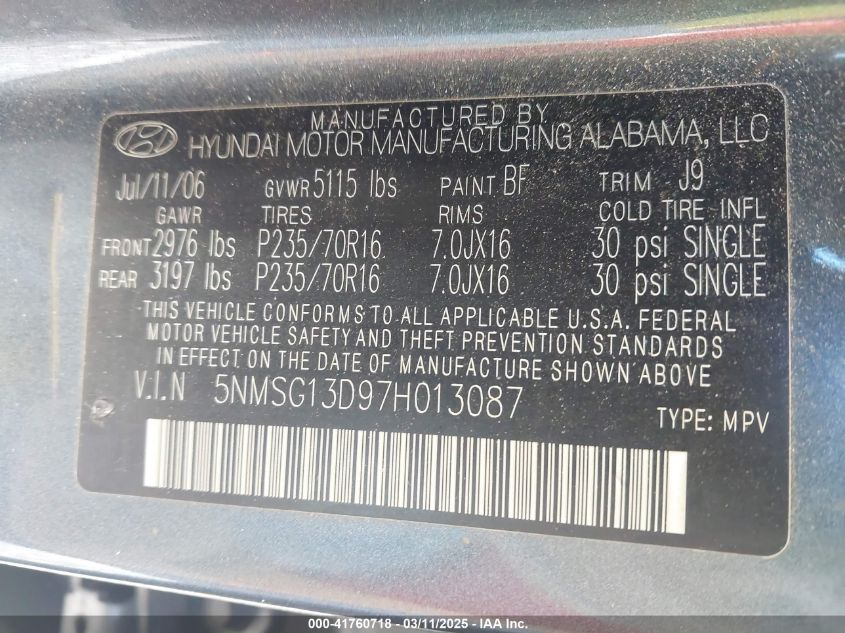 MANUFACTURED BY
HYUNDAI MOTOR MANUFACTURING ALABAMA, LLC
Jul/11/06 GVWR 5115 lbs PAINT BF TRIM J9
GAWR TIRES RIMS COLD TIRE INFL
FRONT 2976 lbs P235/70R16 7.0JX16 30 psi SINGLE
REAR 3197 lbs P235/70R16 7.0JX16 30 psi SINGLE
THIS VEHICLE CONFORMS TO ALL APPLICABLE U.S.A. FEDERAL
MOTOR VEHICLE SAFETY AND THEFT PREVENTION STANDARDS
IN EFFECT ON THE DATE OF MANUFACTURE SHOWN ABOVE
V.I.N 5NMSG13D97H013087
TYPE: MPV
000-41760718 - 03/11/2025 - IAA Inc.